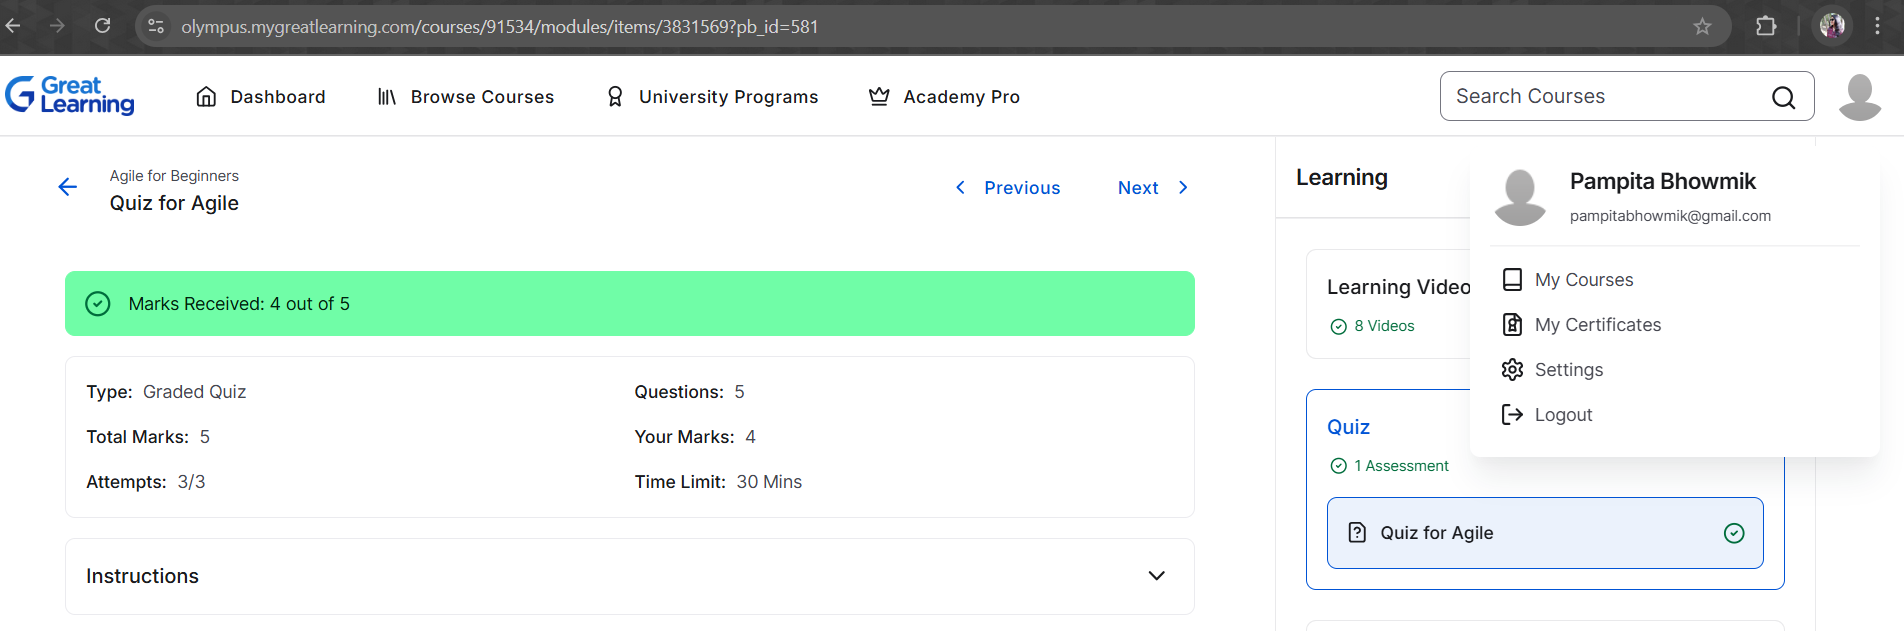 olympus.mygreatlearning.com/courses/91534/modules/items/3831569?pb_id=581
Great Learning
Dashboard
Browse Courses
University Programs
Academy Pro
Search Courses
Agile for Beginners
Quiz for Agile
Previous
Next
Marks Received: 4 out of 5
Type: Graded Quiz
Questions: 5
Total Marks: 5
Your Marks: 4
Attempts: 3/3
Time Limit: 30 Mins
Instructions
Learning
Learning Video
8 Videos
Quiz
1 Assessment
Quiz for Agile
Pampita Bhowmik
pampitabhowmik@gmail.com
My Courses
My Certificates
Settings
Logout